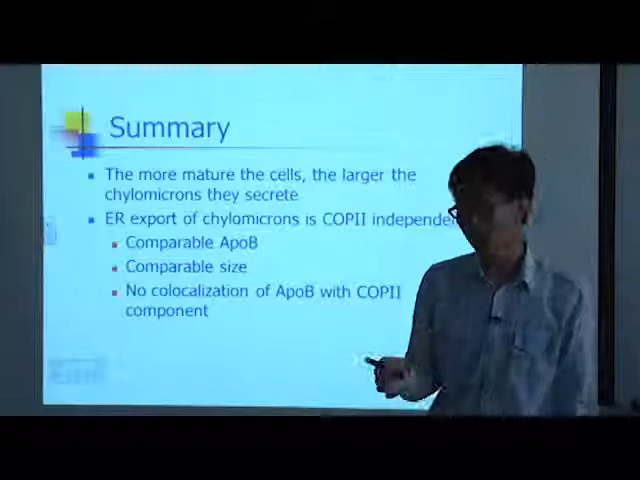 Summary
The more mature the cells, the larger the
chylomicrons they secrete
ER export of chylomicrons is COPII independe
Comparable ApoB
Comparable size
No colocalization of ApoB with COPII
component